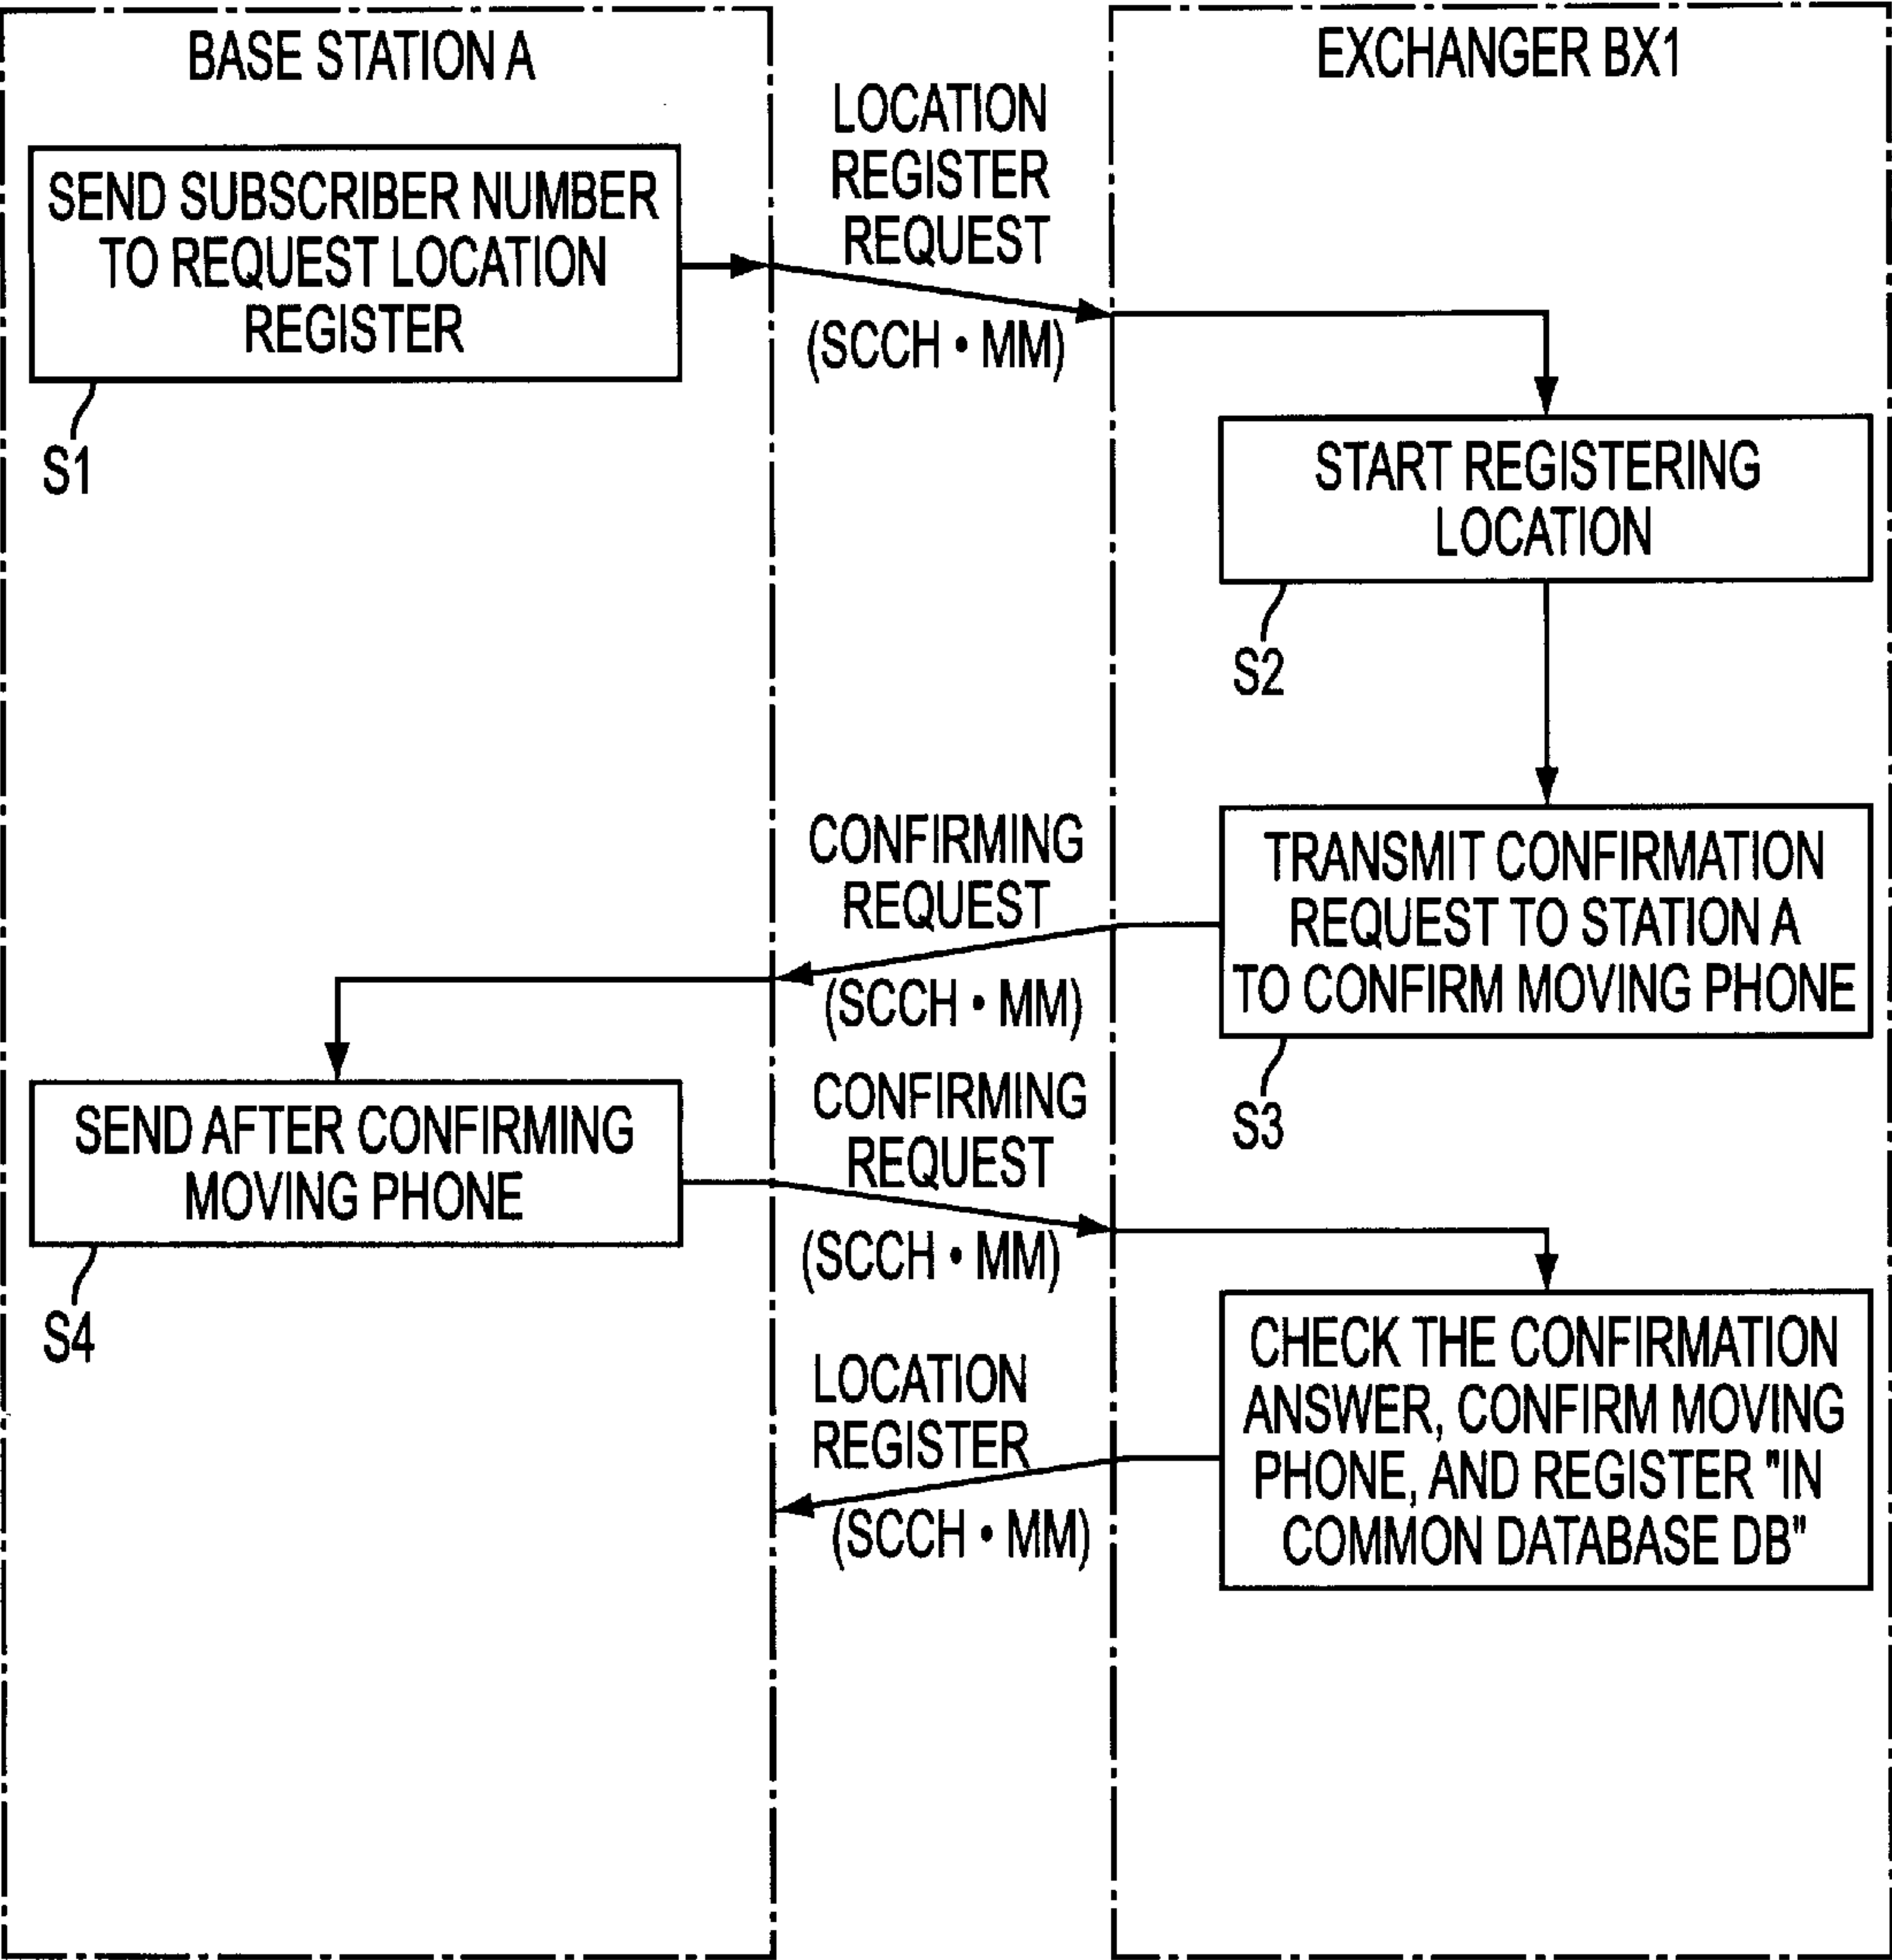 BASE STATION A
EXCHANGER BX1
SEND SUBSCRIBER NUMBER
TO REQUEST LOCATION
REGISTER
S1
LOCATION
REGISTER
REQUEST
(SCCH • MM)
START REGISTERING
LOCATION
S2
TRANSMIT CONFIRMATION
REQUEST TO STATION A
TO CONFIRM MOVING PHONE
S3
CONFIRMING
REQUEST
(SCCH • MM)
SEND AFTER CONFIRMING
MOVING PHONE
S4
CONFIRMING
REQUEST
(SCCH • MM)
CHECK THE CONFIRMATION
ANSWER, CONFIRM MOVING
PHONE, AND REGISTER "IN
COMMON DATABASE DB"
LOCATION
REGISTER
(SCCH • MM)